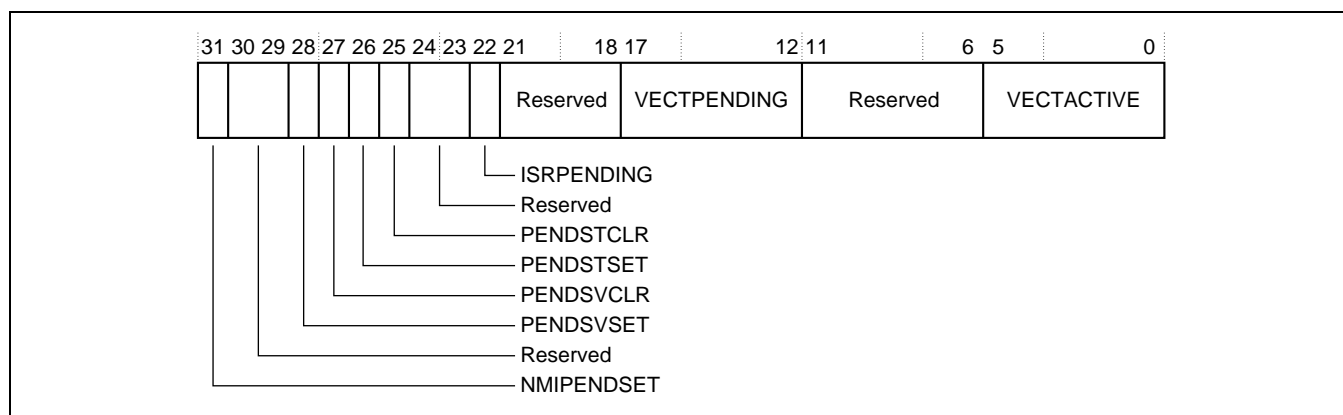 31 30 29 28 27 26 25 24 23 22 21 18 17 12 11 6 5 0
Reserved VECTPENDING Reserved VECTACTIVE
ISRPENDING
Reserved
PENDSTCLR
PENDSTSET
PENDSVCLR
PENDSVSET
Reserved
NMIPENDSET